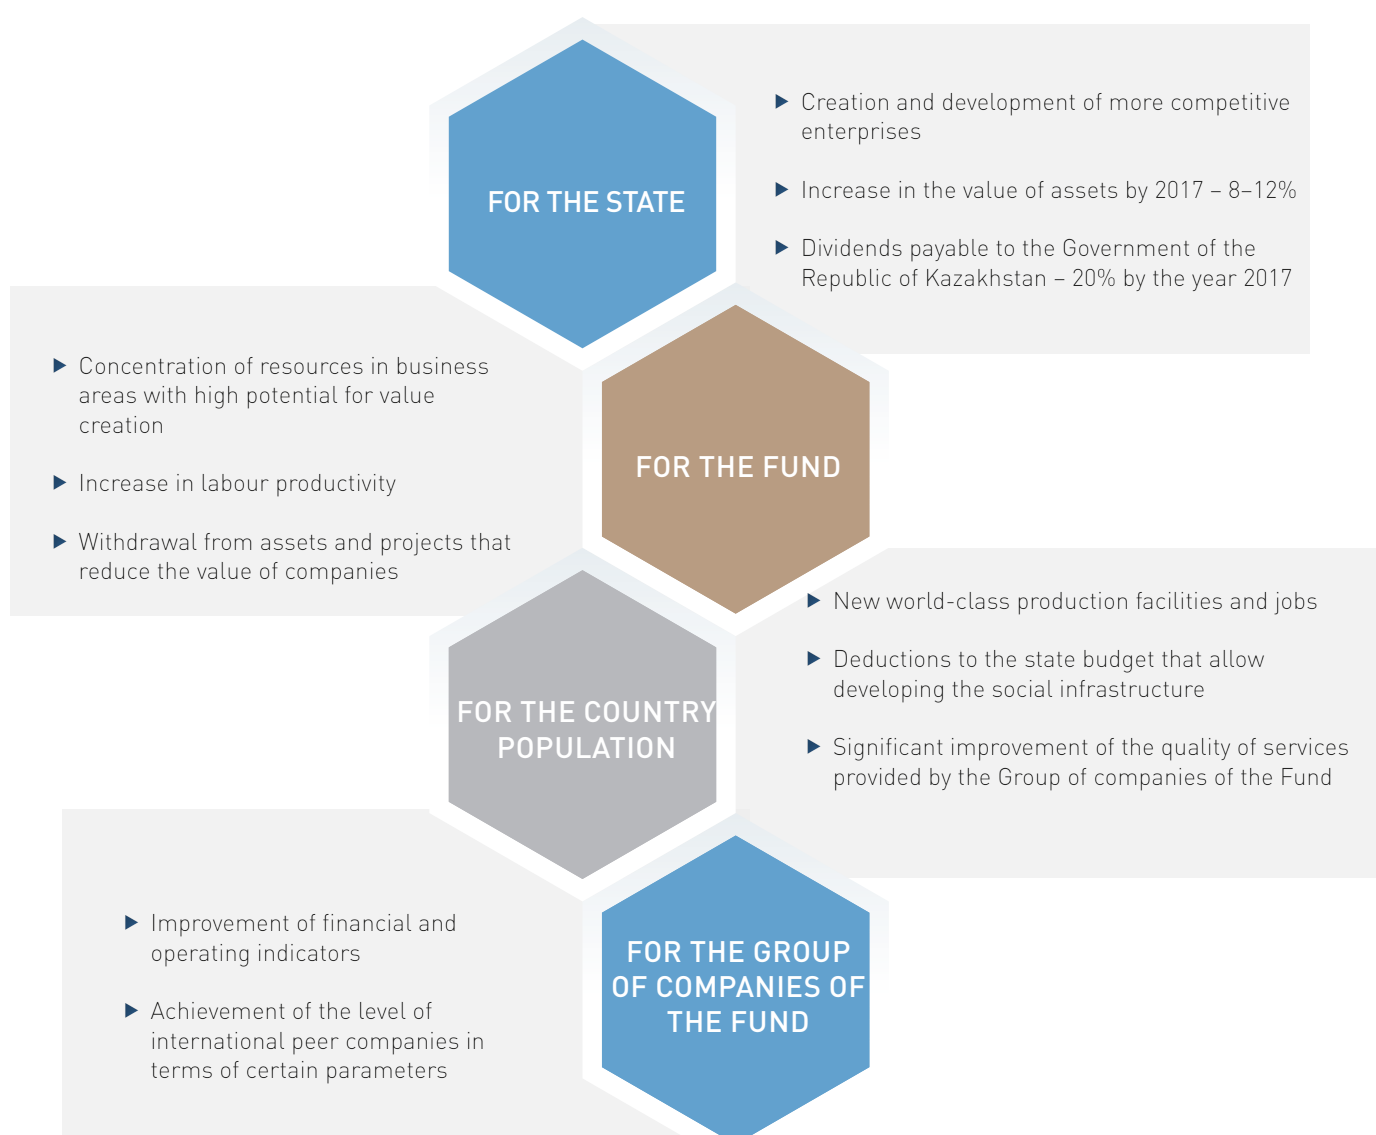 FOR THE STATE
Creation and development of more competitive
enterprises
Increase in the value of assets by 2017 – 8–12%
Dividends payable to the Government of the
Republic of Kazakhstan – 20% by the year 2017
FOR THE FUND
Concentration of resources in business
areas with high potential for value
creation
Increase in labour productivity
Withdrawal from assets and projects that
reduce the value of companies
FOR THE COUNTRY
POPULATION
New world-class production facilities and jobs
Deductions to the state budget that allow
developing the social infrastructure
Significant improvement of the quality of services
provided by the Group of companies of the Fund
FOR THE GROUP
OF COMPANIES OF
THE FUND
Improvement of financial and
operating indicators
Achievement of the level of
international peer companies in
terms of certain parameters